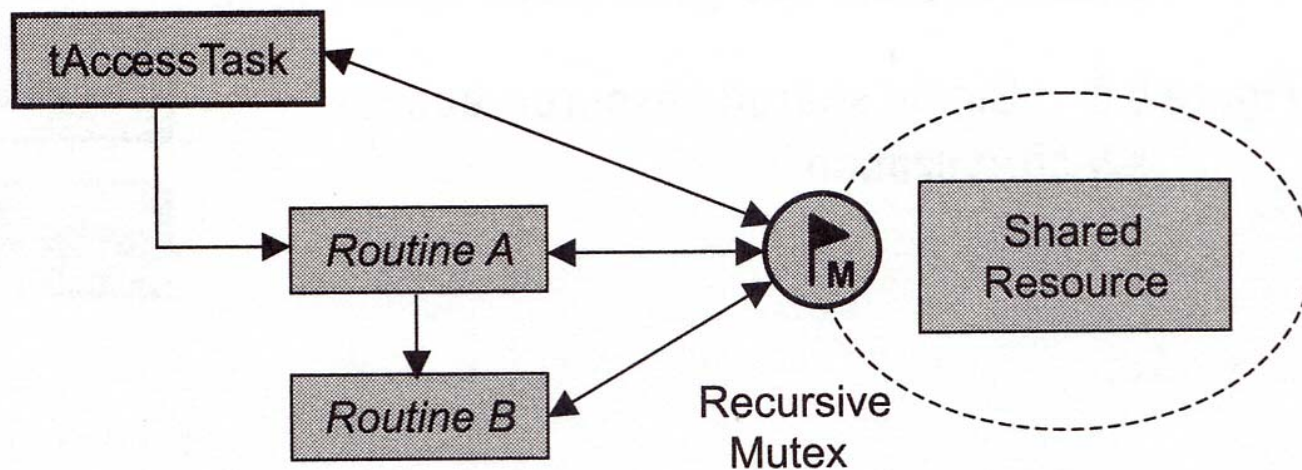 tAccessTask
Routine A
Routine B
M
Recursive
Mutex
Shared
Resource